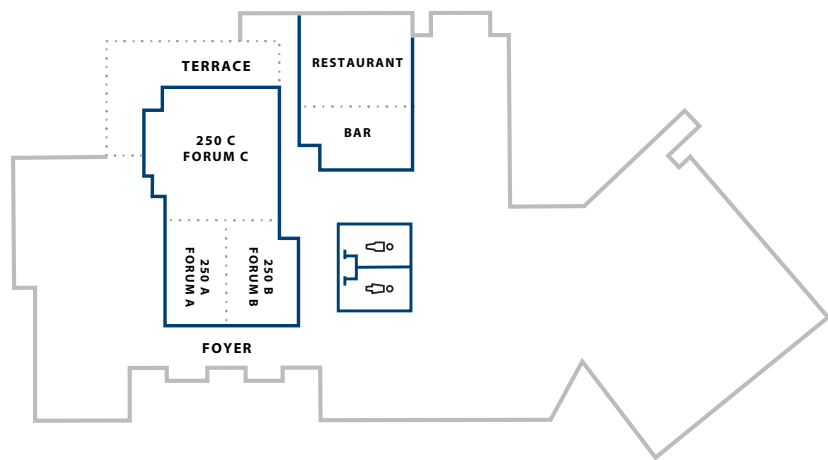 TERRACE
RESTAURANT
BAR
250 C
FORUM C
250 A
FORUM A
250 B
FORUM B
FOYER